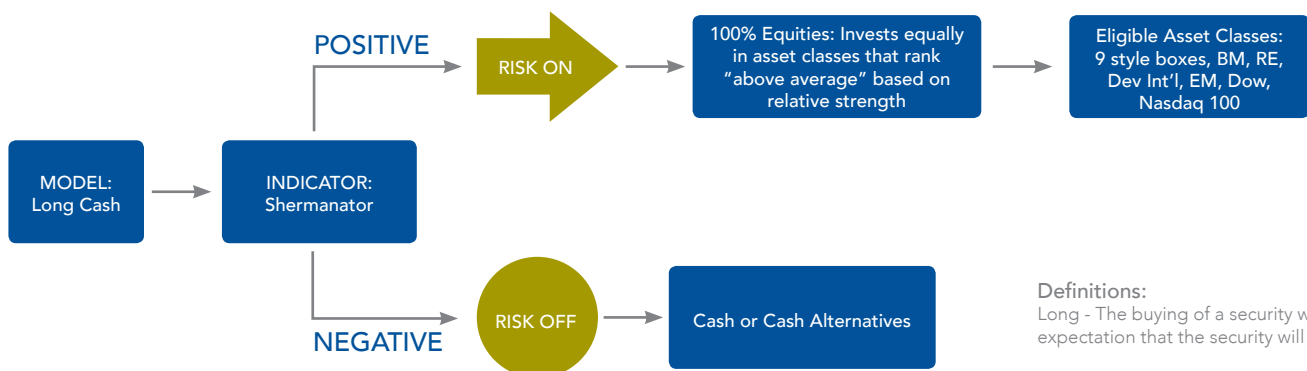 POSITIVE
RISK ON
100% Equities: Invests equally
in asset classes that rank
“above average” based on
relative strength
Eligible Asset Classes:
9 style boxes, BM, RE,
Dev Int’l, EM, Dow,
Nasdaq 100
MODEL:
Long Cash
INDICATOR:
Shermanator
NEGATIVE
RISK OFF
Cash or Cash Alternatives
Definitions:
Long - The buying of a security
expectation that the security will